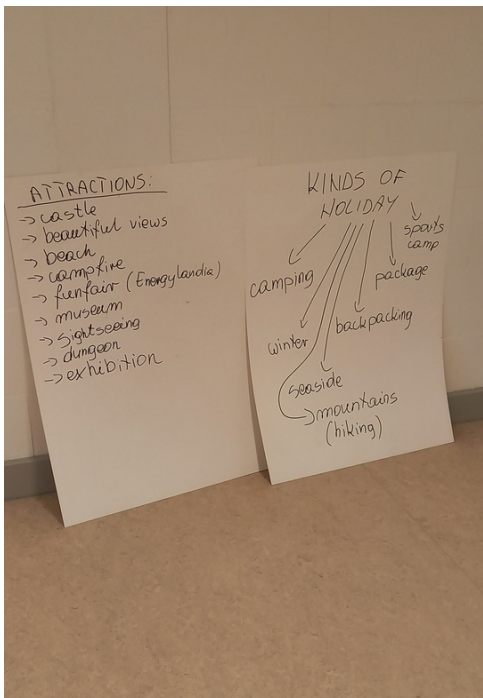 ATTRACTIONS:
-> castle
-> beautiful views
-> beach
-> campfire
-> funfair (Energylandia)
-> museum
-> sightseeing
-> dungeon
-> exhibition
KINDS OF
HOLIDAY
sports
camp
package
camping
backpacking
winter
seaside
mountains
(hiking)